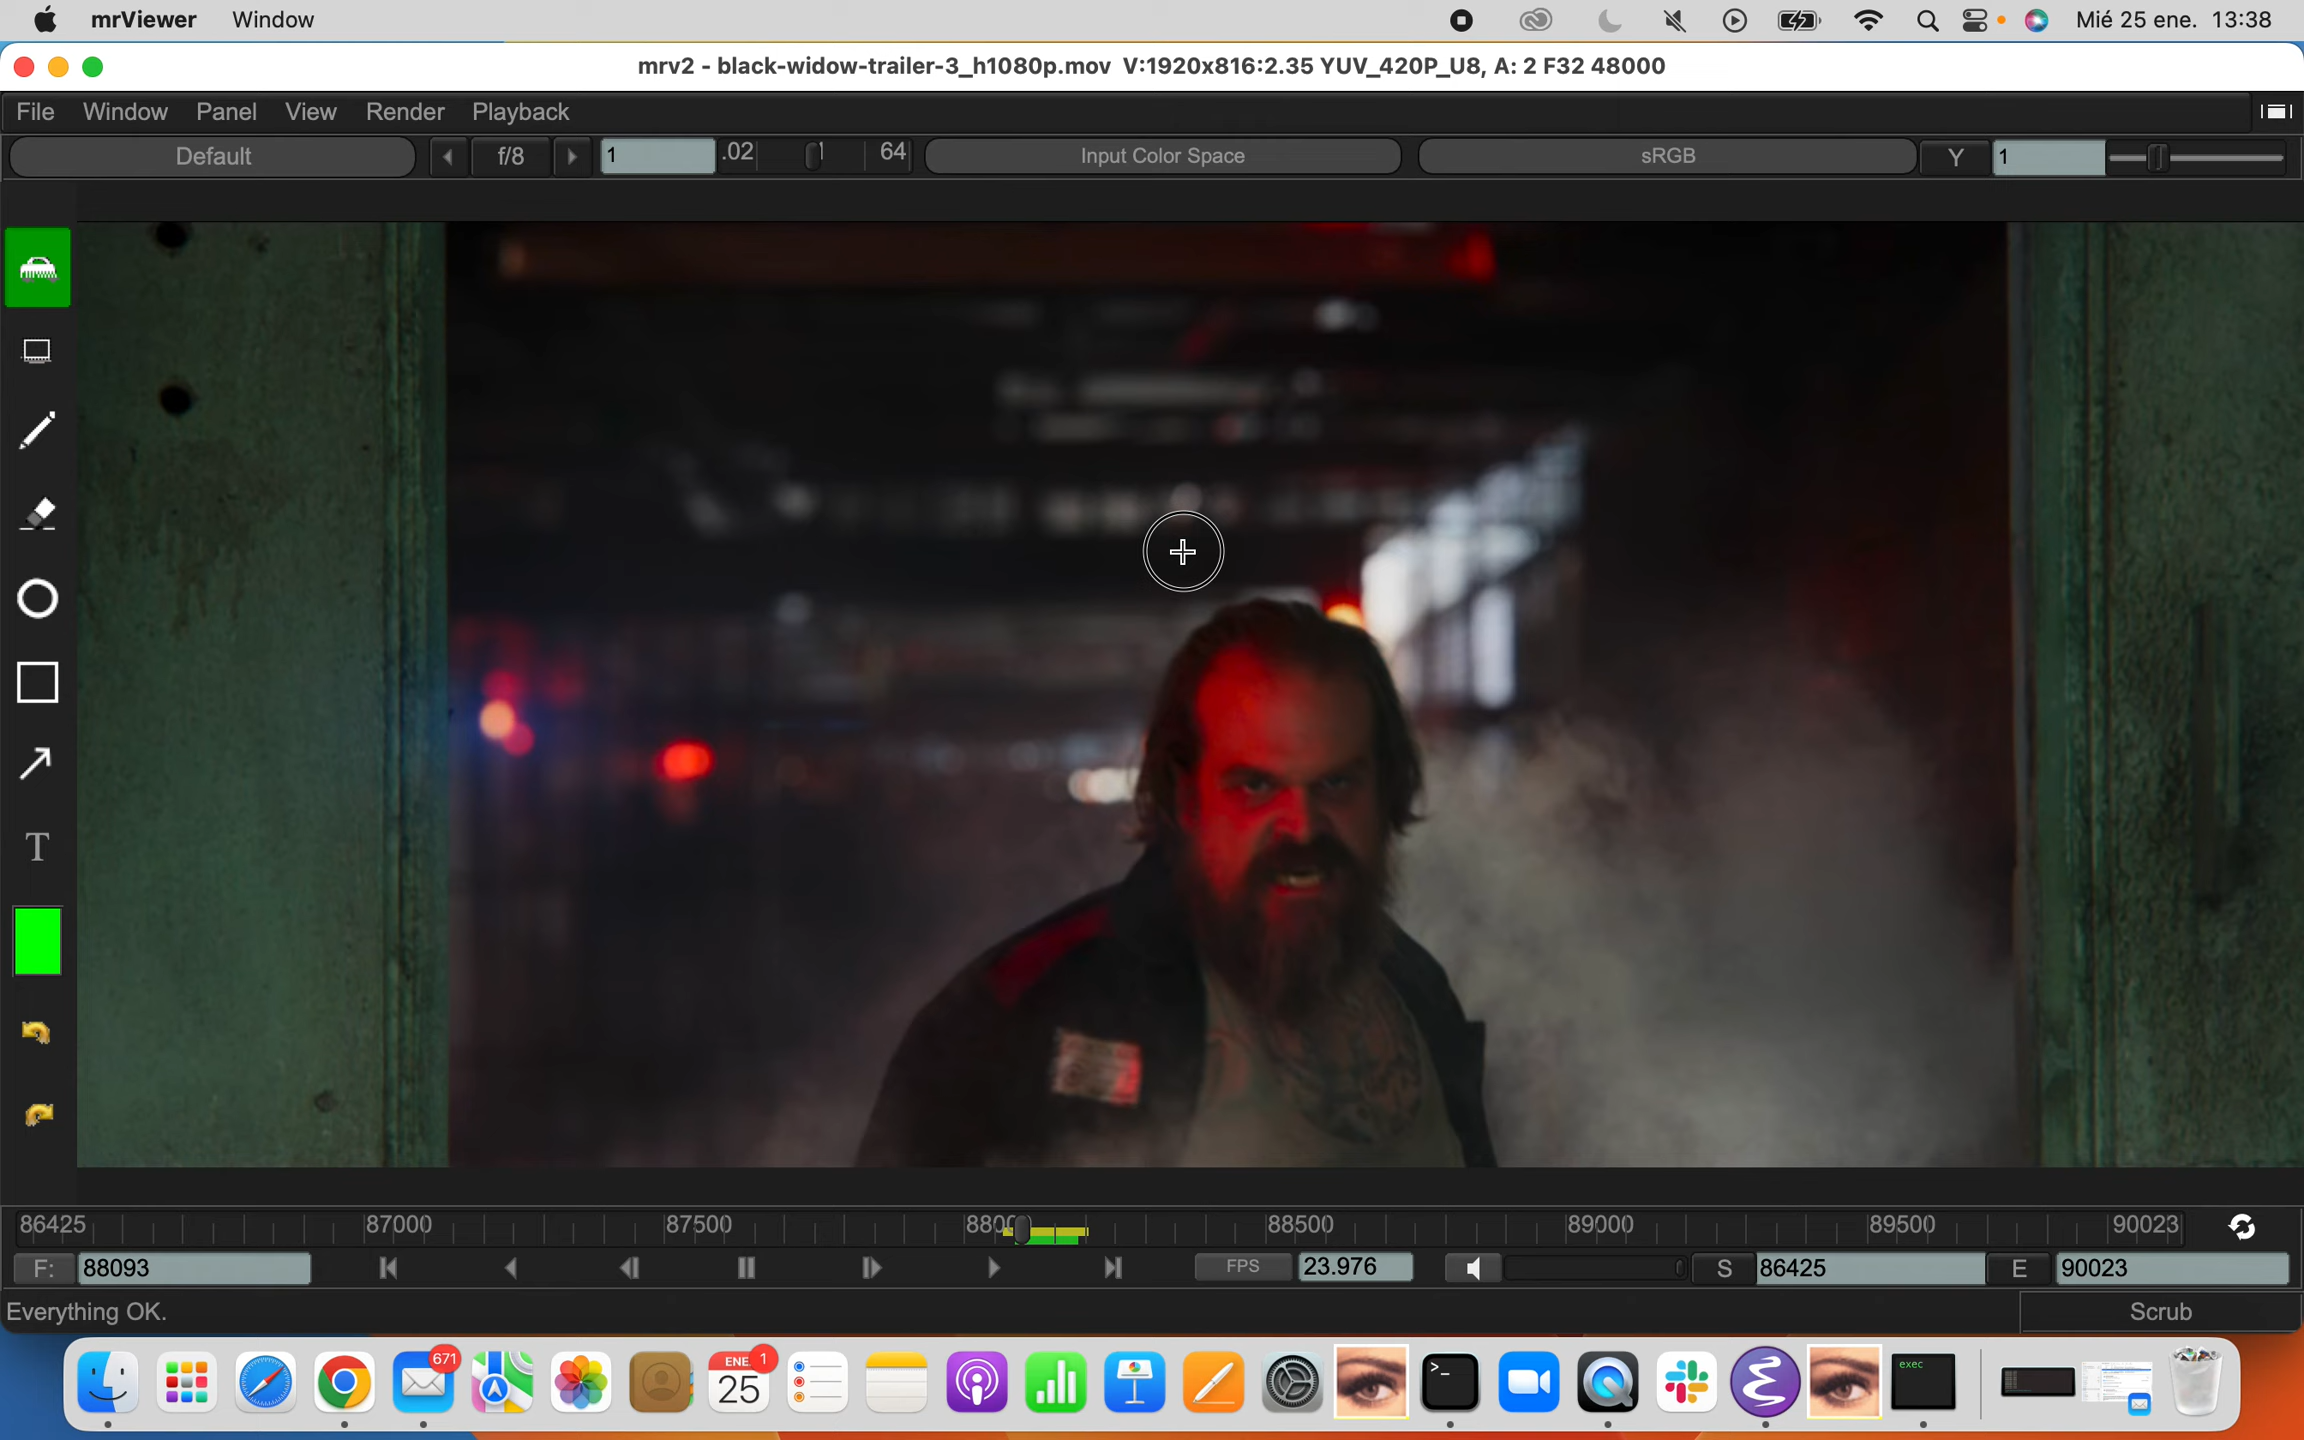 mrViewer Window Mié 25 ene. 13:38
mrv2 - black-widow-trailer-3_h1080p.mov V:1920x816:2.35 YUV_420P_U8, A: 2 F32 48000
File Window Panel View Render Playback
Default f/8 1 .02 1 64 Input Color Space sRGB Y 1
T
86425 87000 87500 88500 89000 89500 90023
F: 88093 FPS 23.976 S 86425 E 90023
Everything OK. Scrub
671
ENE. 1
25
>_
exec